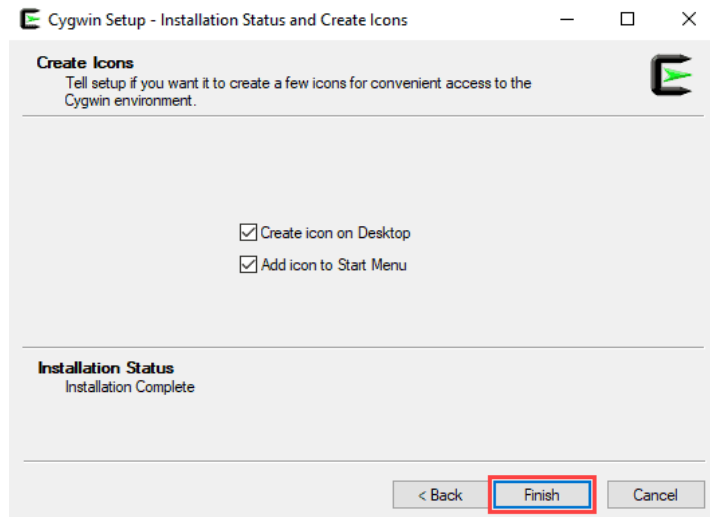 Cygwin Setup - Installation Status and Create Icons
Create Icons
Tell setup if you want it to create a few icons for convenient access to the
Cygwin environment.
Create icon on Desktop
Add icon to Start Menu
Installation Status
Installation Complete
< Back Finish Cancel